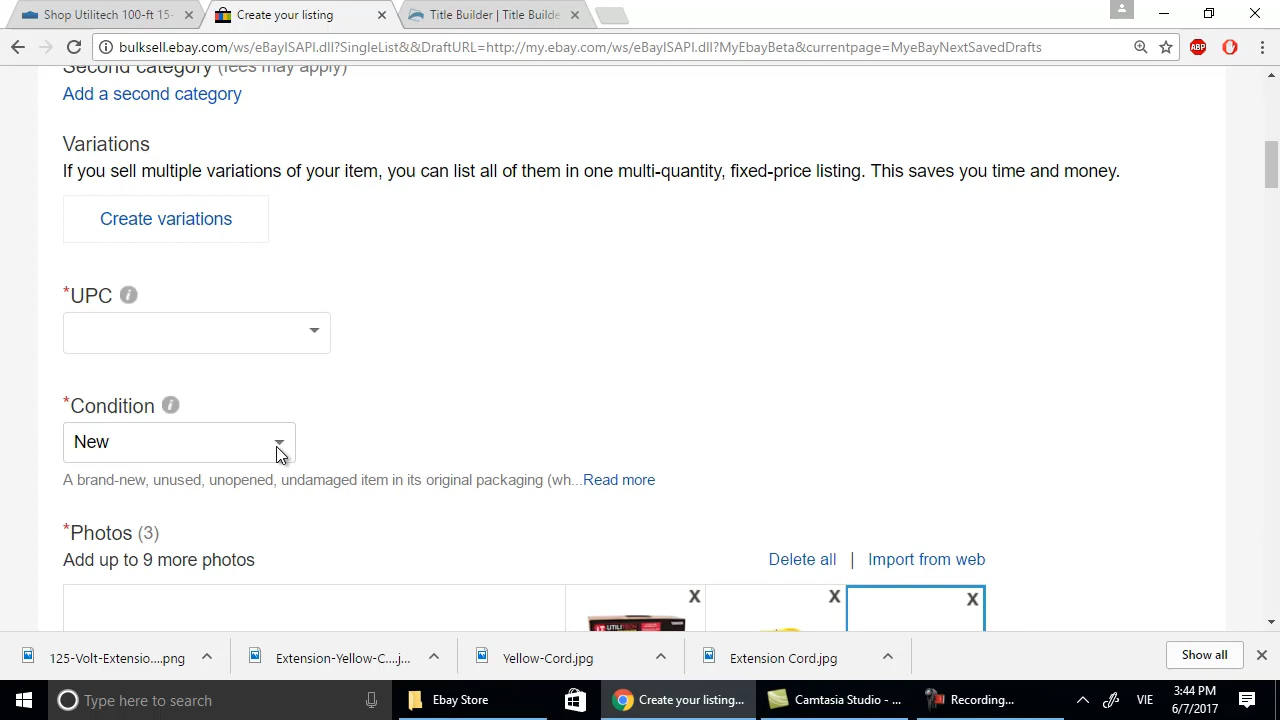 Shop Utilitech 100-ft 15-
Create your listing
Title Builder | Title Builde
bulksell.ebay.com/ws/eBayISAPI.dll?SingleList&&DraftURL=http://my.ebay.com/ws/eBayISAPI.dll?MyEbayBeta&currentpage=MyeBayNextSavedDrafts
ABP
Second category (fees may apply)
Add a second category
Variations
If you sell multiple variations of your item, you can list all of them in one multi-quantity, fixed-price listing. This saves you time and money.
Create variations
*UPC
*Condition
New
A brand-new, unused, unopened, undamaged item in its original packaging (wh...Read more
*Photos (3)
Add up to 9 more photos
Delete all | Import from web
X X X
UTILITECH
125-Volt-Extensio....png
Extension-Yellow-C....j...
Yellow-Cord.jpg
Extension Cord.jpg
Show all
Type here to search
Ebay Store
Create your listing...
Camtasia Studio - ...
Recording...
VIE
3:44 PM
6/7/2017